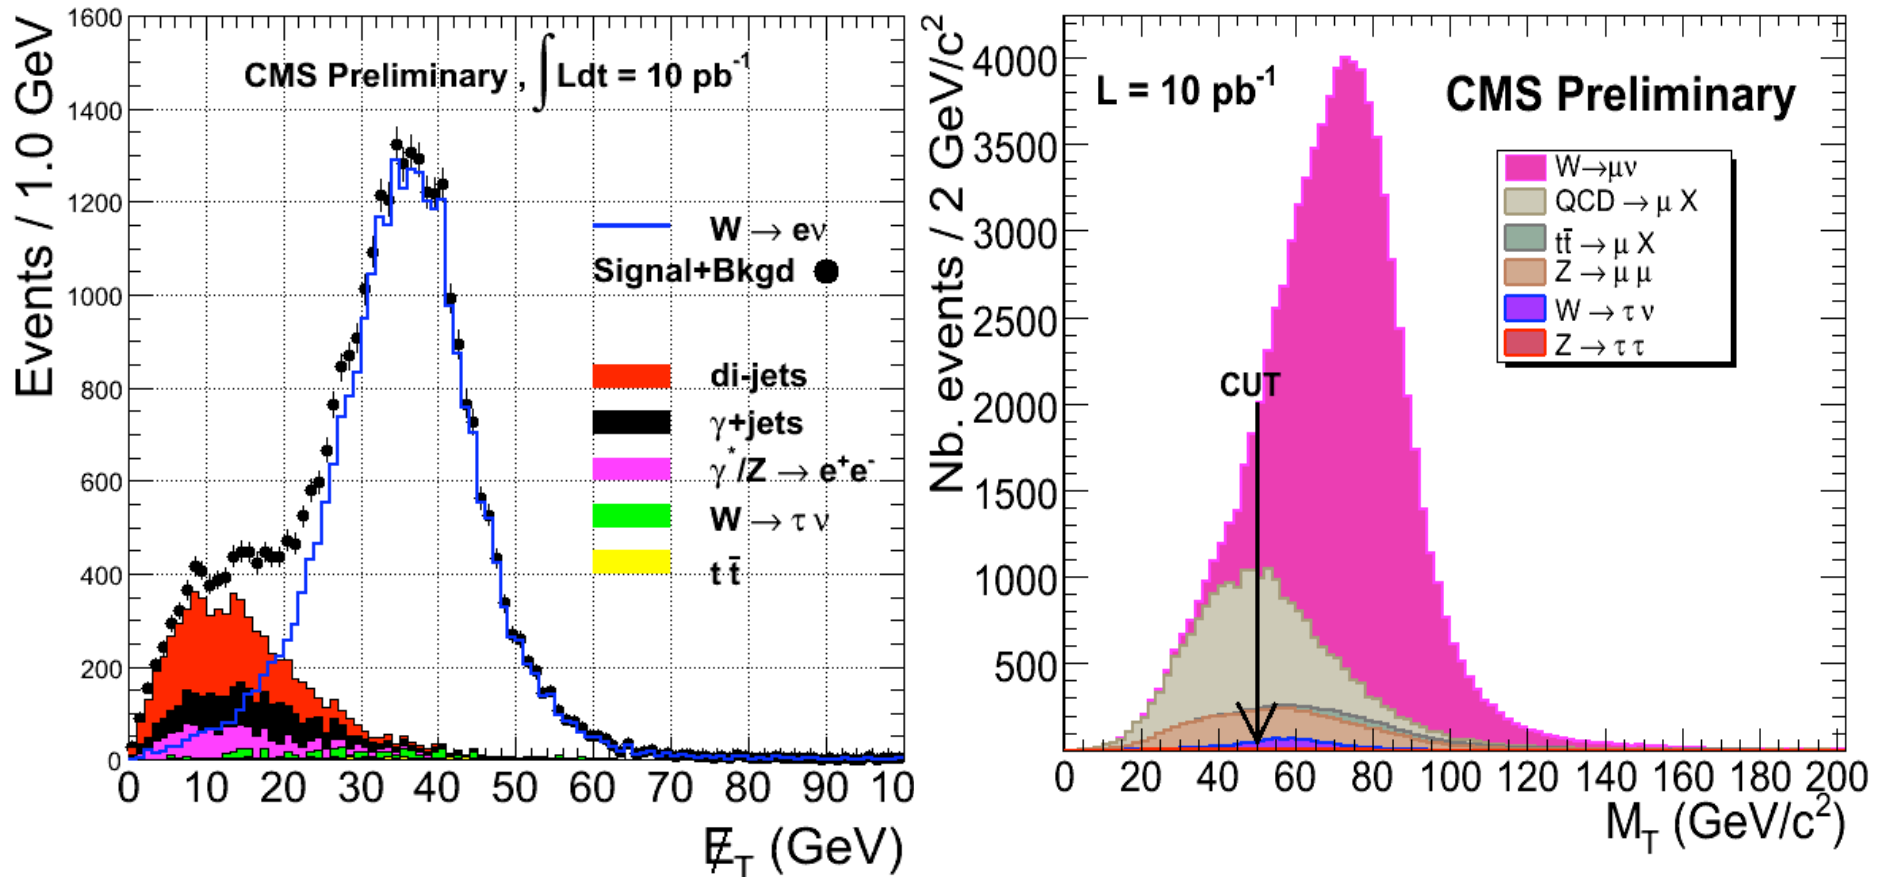 CMS Preliminary , ∫ Ldt = 10 pb⁻¹
Events / 1.0 GeV
1600
1400
1200
1000
800
600
400
200
0
W → eν
Signal+Bkgd
di-jets
γ+jets
γ*/Z → e⁺e⁻
W → τ ν
t t̄
0 10 20 30 40 50 60 70 80 90 10
E̸_T (GeV)
Nb. events / 2 GeV/c²
4000
3500
3000
2500
2000
1500
1000
500
L = 10 pb⁻¹
CMS Preliminary
W→μν
QCD → μ X
tt̄ → μ X
Z → μ μ
W → τ ν
Z → τ τ
CUT
0 20 40 60 80 100 120 140 160 180 200
M_T (GeV/c²)